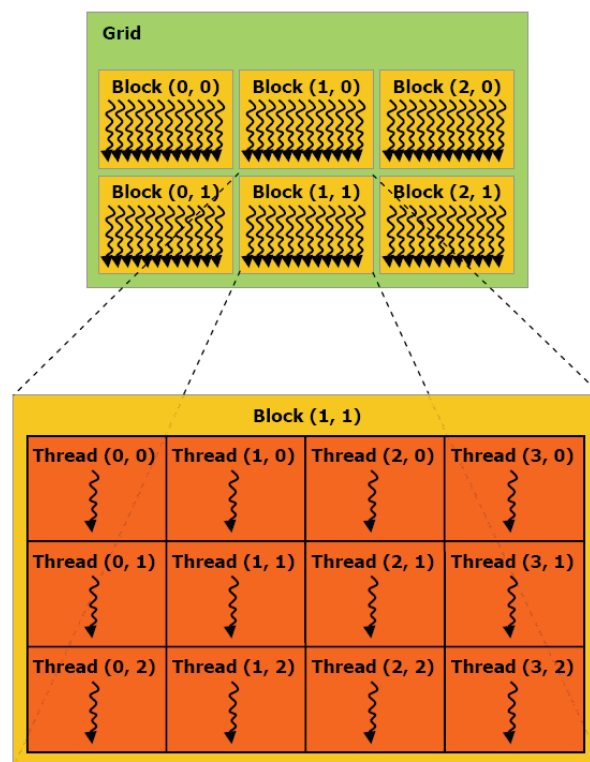 Grid
Block (0, 0) Block (1, 0) Block (2, 0)
Block (0, 1) Block (1, 1) Block (2, 1)
Block (1, 1)
Thread (0, 0) Thread (1, 0) Thread (2, 0) Thread (3, 0)
Thread (0, 1) Thread (1, 1) Thread (2, 1) Thread (3, 1)
Thread (0, 2) Thread (1, 2) Thread (2, 2) Thread (3, 2)